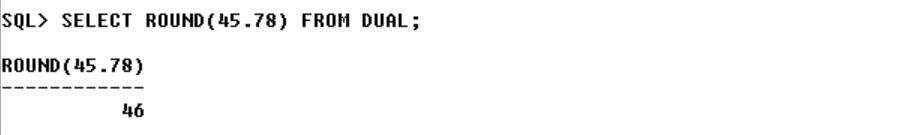 SQL> SELECT ROUND(45.78) FROM DUAL;
ROUND(45.78)
------------
46